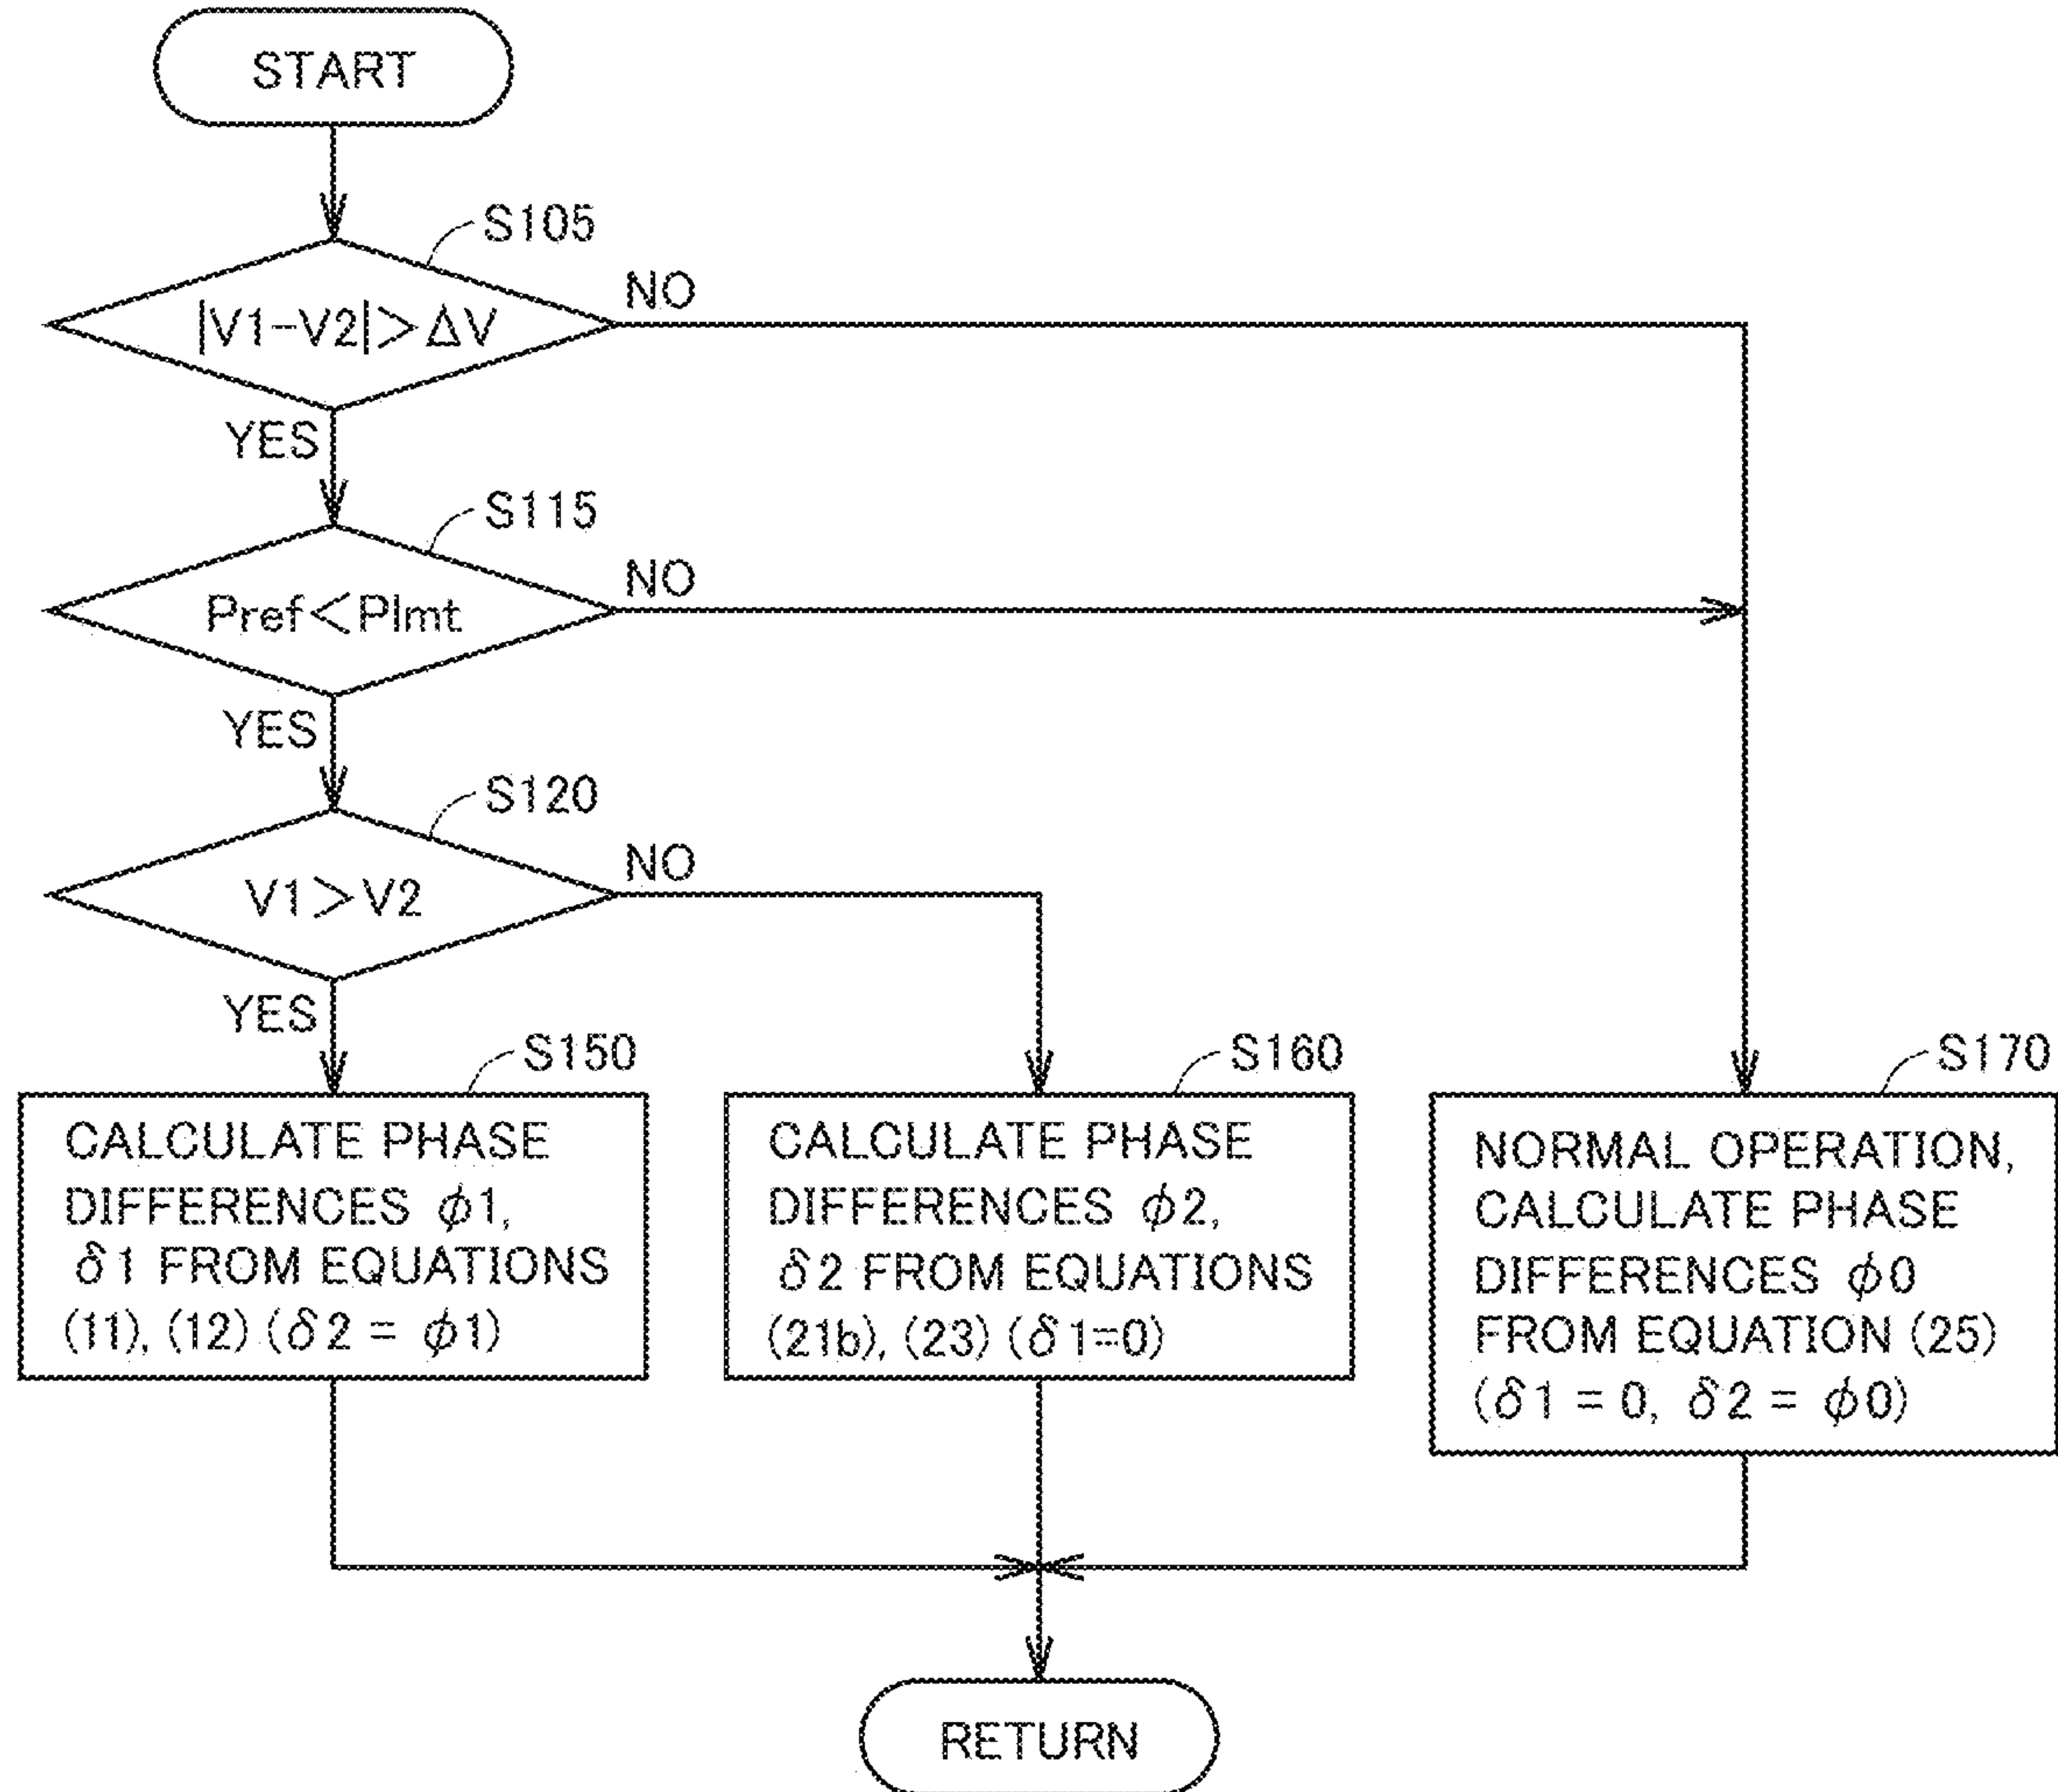 START
S105
|V1-V2|>ΔV
NO
YES
S115
Pref<Plmt
NO
YES
S120
V1>V2
NO
YES
S150
CALCULATE PHASE
DIFFERENCES φ1,
δ1 FROM EQUATIONS
(11), (12) (δ2 = φ1)
S160
CALCULATE PHASE
DIFFERENCES φ2,
δ2 FROM EQUATIONS
(21b), (23) (δ1=0)
S170
NORMAL OPERATION,
CALCULATE PHASE
DIFFERENCES φ0
FROM EQUATION (25)
(δ1 = 0, δ2 = φ0)
RETURN